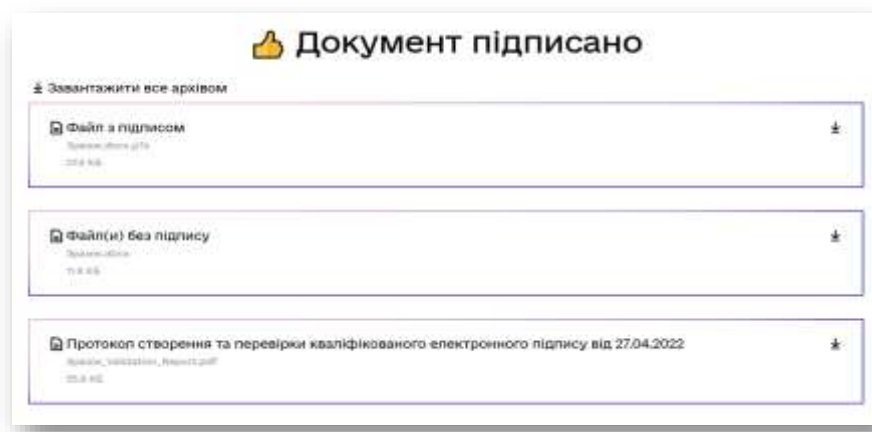 👍 Документ підписано
Завантажити все архівом
Файл з підписом
Файл(и) без підпису
Протокол створення та перевірки кваліфікованого електронного підпису від 27.04.2022